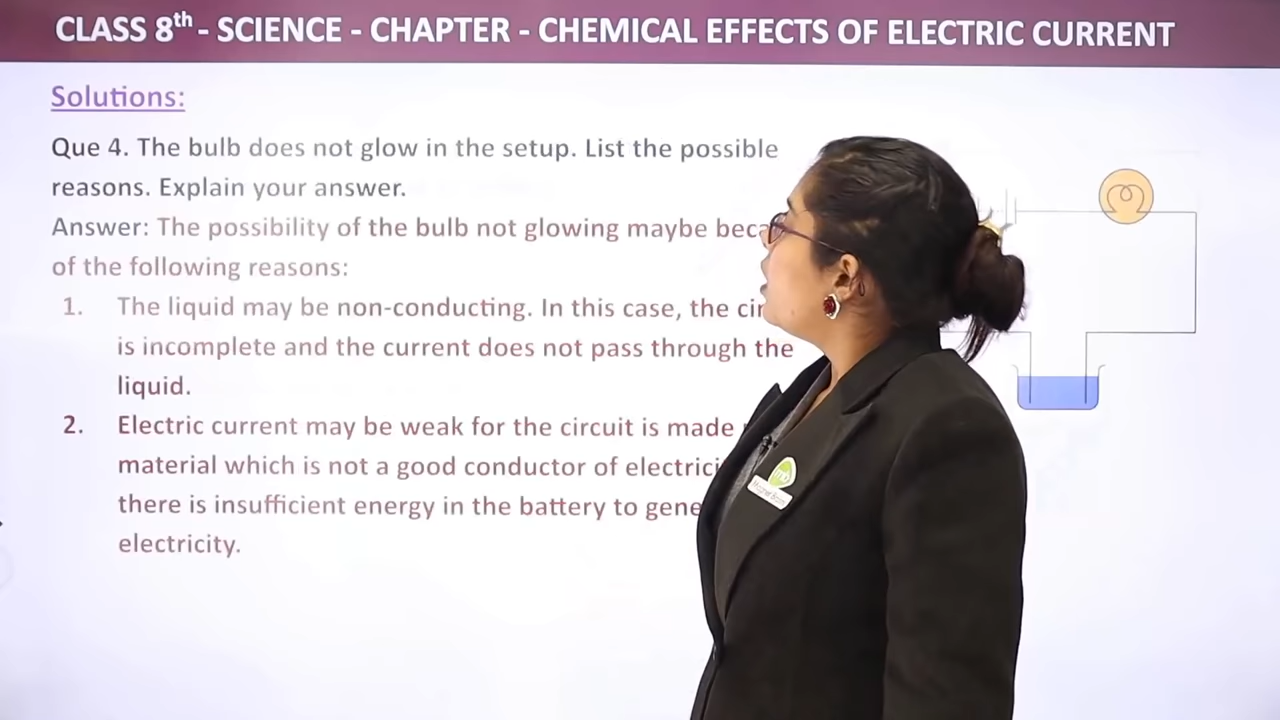 CLASS 8th - SCIENCE - CHAPTER - CHEMICAL EFFECTS OF ELECTRIC CURRENT
Solutions:
Que 4. The bulb does not glow in the setup. List the possible
reasons. Explain your answer.
Answer: The possibility of the bulb not glowing maybe
of the following reasons:
1. The liquid may be non-conducting. In this case, the
is incomplete and the current does not pass through the
liquid.
2. Electric current may be weak for the circuit is made
material which is not a good conductor of
there is insufficient energy in the battery to
electricity.